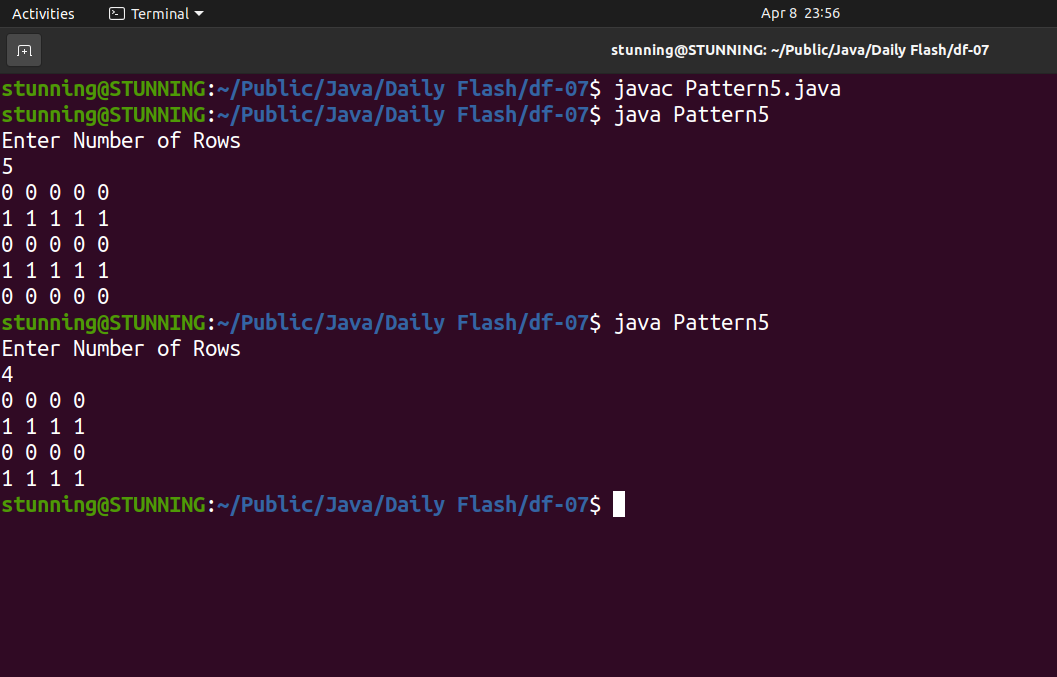 Activities Terminal Apr 8 23:56
stunning@STUNNING: ~/Public/Java/Daily Flash/df-07
stunning@STUNNING:~/Public/Java/Daily Flash/df-07$ javac Pattern5.java
stunning@STUNNING:~/Public/Java/Daily Flash/df-07$ java Pattern5
Enter Number of Rows
5
0 0 0 0 0
1 1 1 1 1
0 0 0 0 0
1 1 1 1 1
0 0 0 0 0
stunning@STUNNING:~/Public/Java/Daily Flash/df-07$ java Pattern5
Enter Number of Rows
4
0 0 0 0
1 1 1 1
0 0 0 0
1 1 1 1
stunning@STUNNING:~/Public/Java/Daily Flash/df-07$